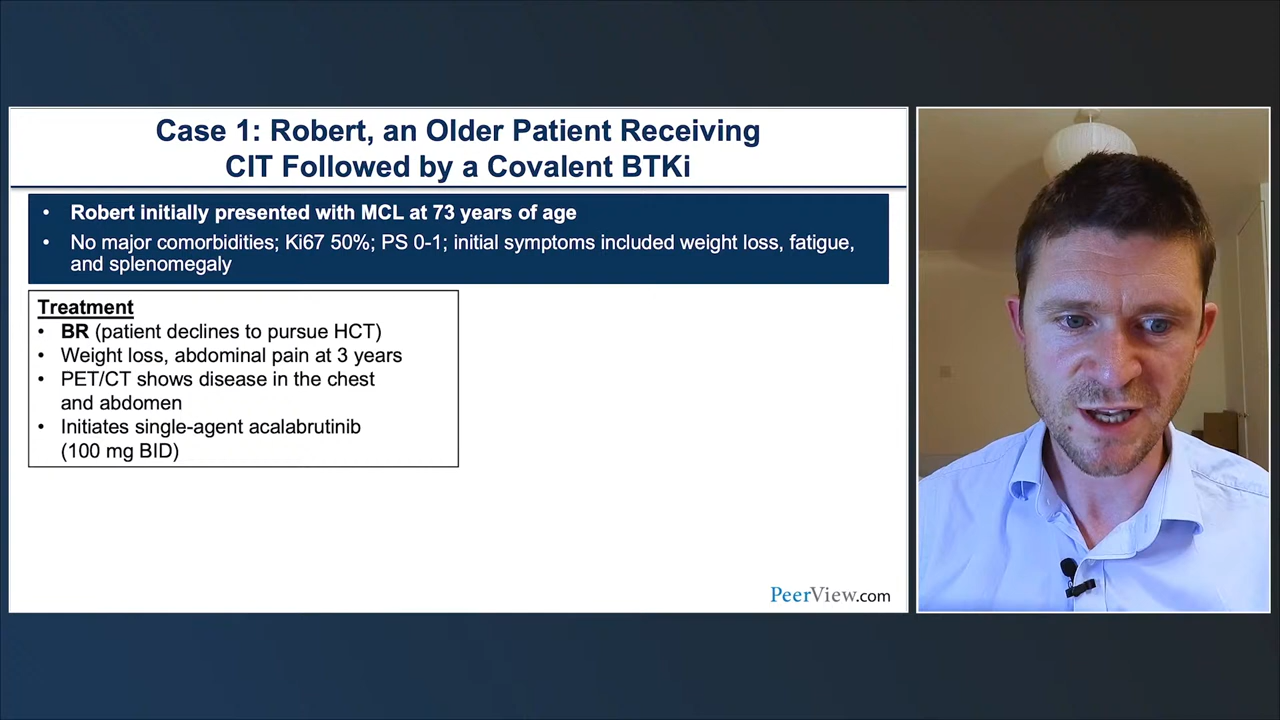 Case 1: Robert, an Older Patient Receiving
CIT Followed by a Covalent BTKi
• Robert initially presented with MCL at 73 years of age
• No major comorbidities; Ki67 50%; PS 0-1; initial symptoms included weight loss, fatigue,
and splenomegaly
Treatment
• BR (patient declines to pursue HCT)
• Weight loss, abdominal pain at 3 years
• PET/CT shows disease in the chest
and abdomen
• Initiates single-agent acalabrutinib
(100 mg BID)
PeerView.com